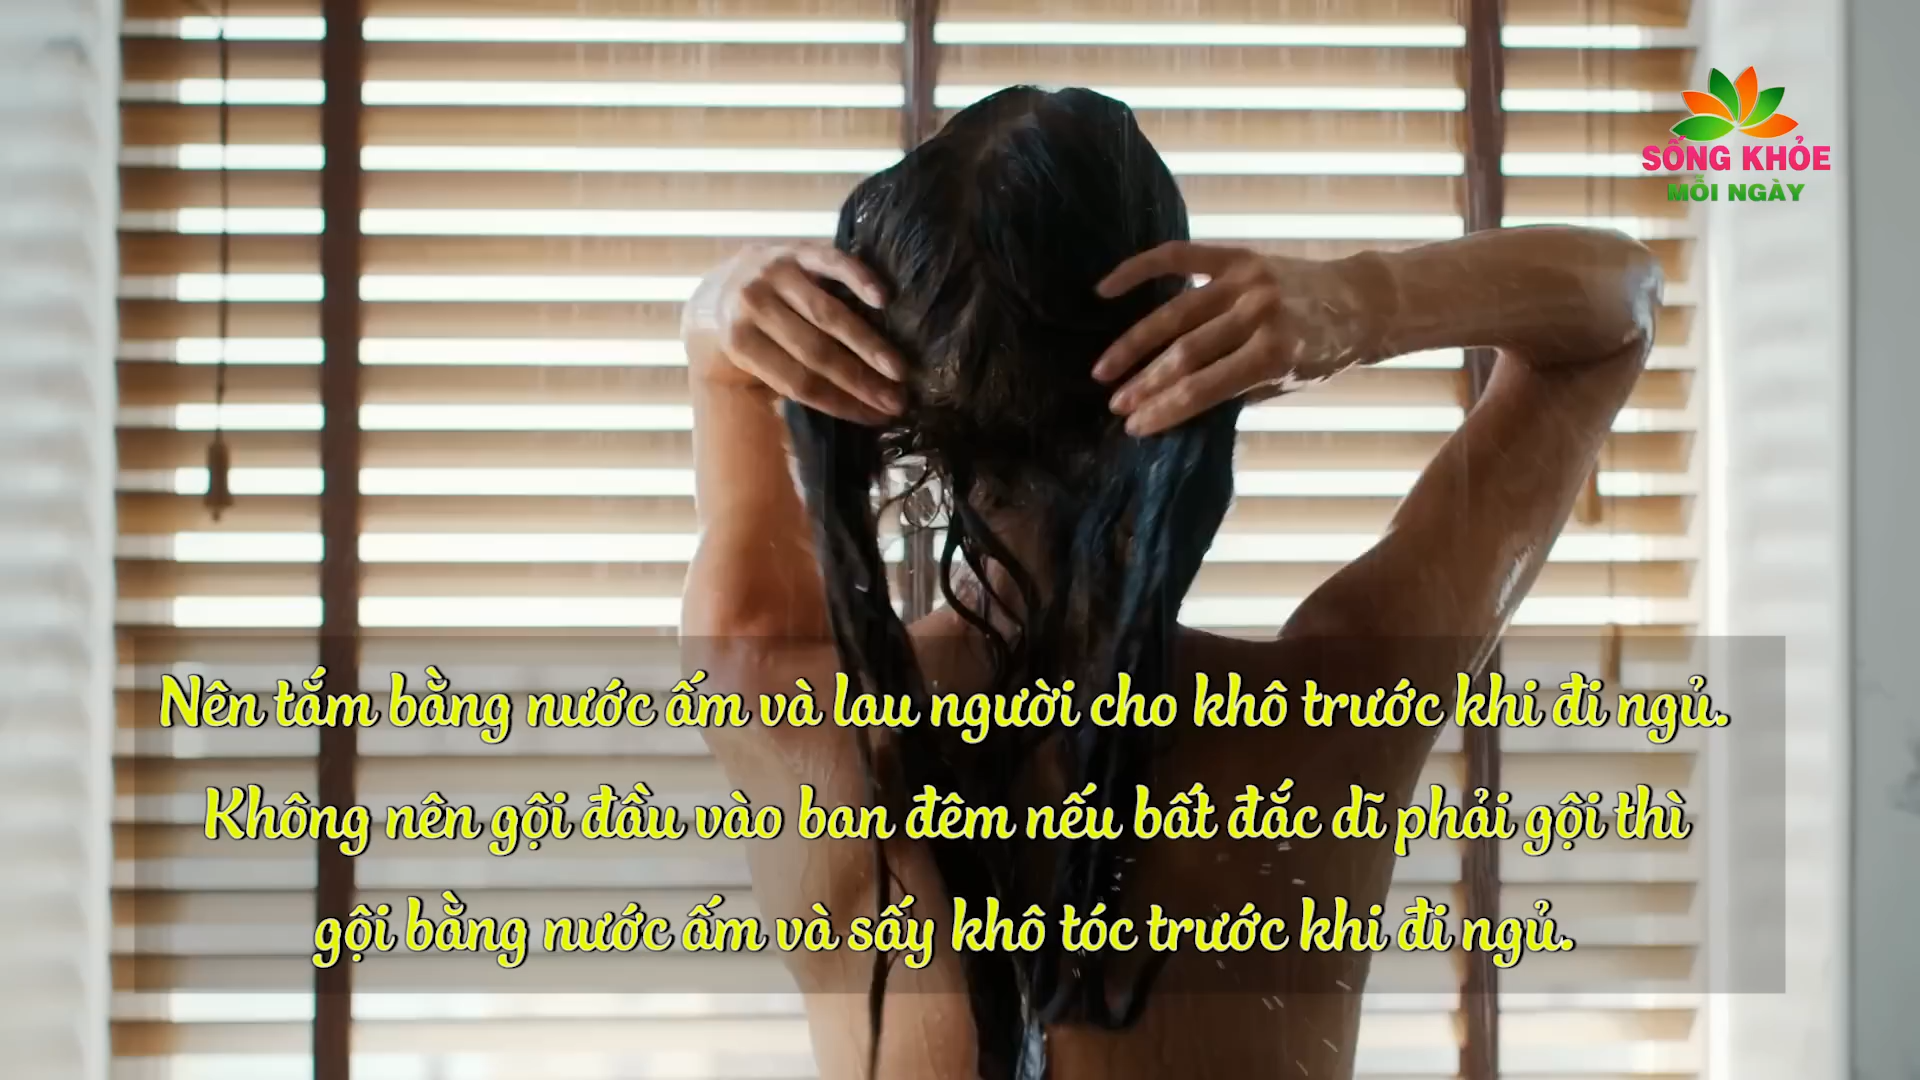 SỐNG KHỎE
MỖI NGÀY
Nên tắm bằng nước ấm và lau người cho khô trước khi đi ngủ.
Không nên gội đầu vào ban đêm nếu bất đắc dĩ phải gội thì
gội bằng nước ấm và sấy khô tóc trước khi đi ngủ.